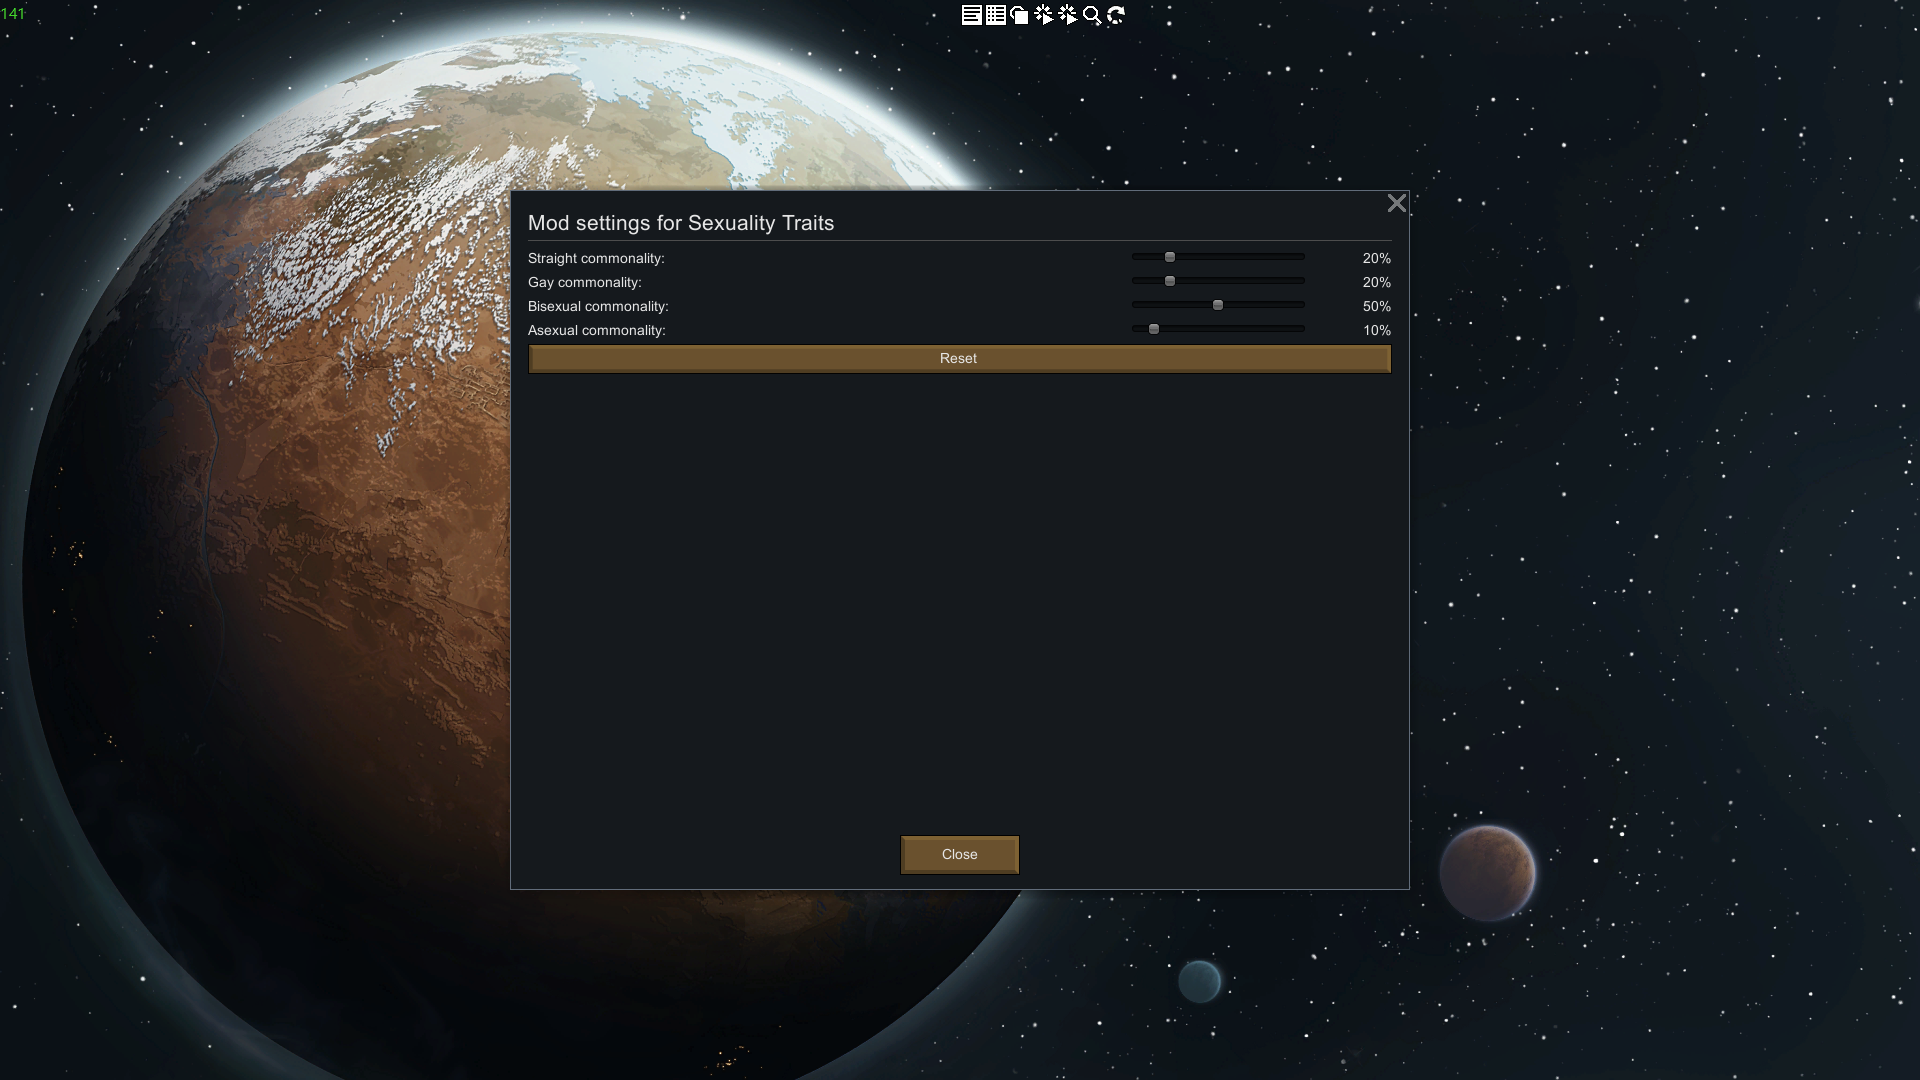 141
Mod settings for Sexuality Traits
Straight commonality: 20%
Gay commonality: 20%
Bisexual commonality: 50%
Asexual commonality: 10%
Reset
Close